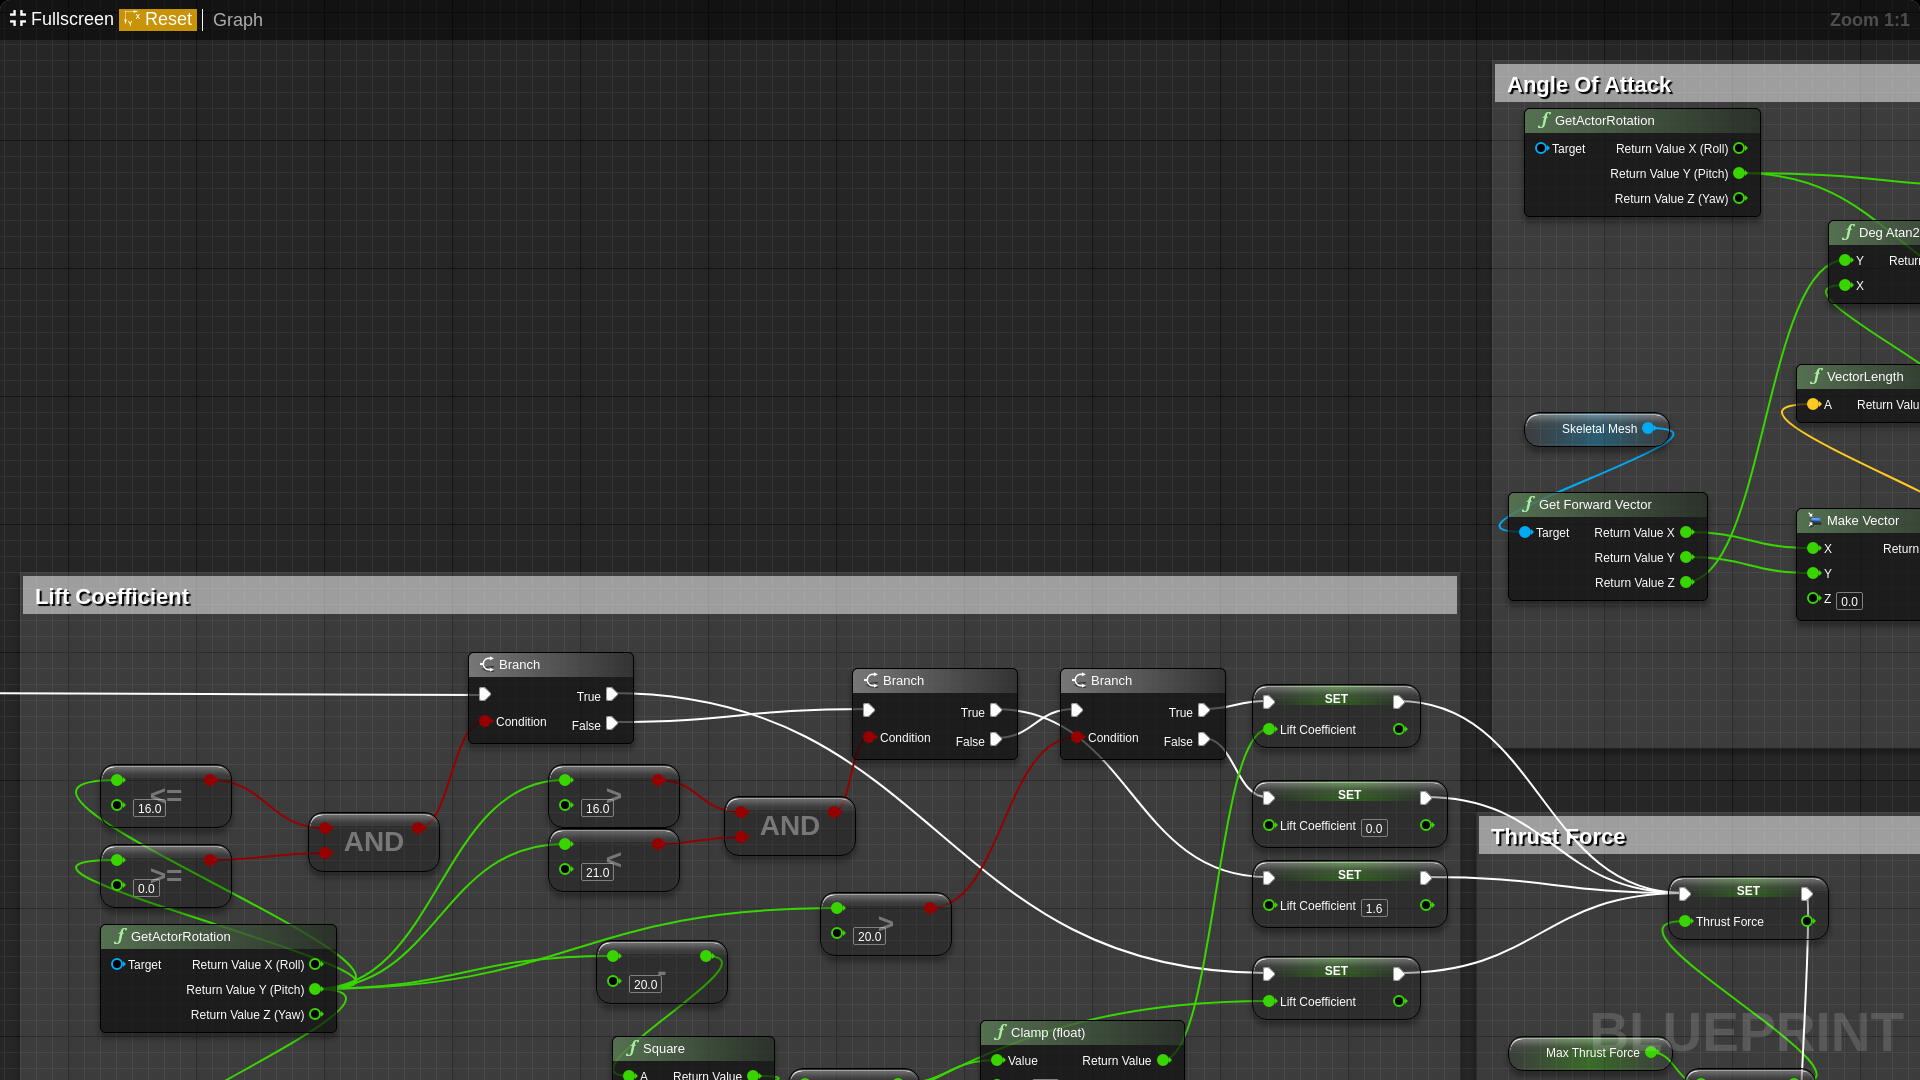 Fullscreen Reset Graph Zoom 1:1
Angle Of Attack
GetActorRotation
Target Return Value X (Roll)
Return Value Y (Pitch)
Return Value Z (Yaw)
Deg Atan2
Y
X
VectorLength
A
Skeletal Mesh
Get Forward Vector
Target Return Value X
Return Value Y
Return Value Z
Make Vector
X Return
Y
Z 0.0
Lift Coefficient
Branch
True
Condition False
Branch
True
Condition False
Branch
True
Condition False
SET
Lift Coefficient
SET
Lift Coefficient 0.0
SET
Lift Coefficient 1.6
SET
Lift Coefficient
<=
16.0
>=
0.0
AND
>
16.0
<
21.0
AND
>
20.0
GetActorRotation
Target Return Value X (Roll)
Return Value Y (Pitch)
Return Value Z (Yaw)
-
20.0
Square
A Return Value
Clamp (float)
Value Return Value
Thrust Force
SET
Thrust Force
Max Thrust Force
BLUEPRINT